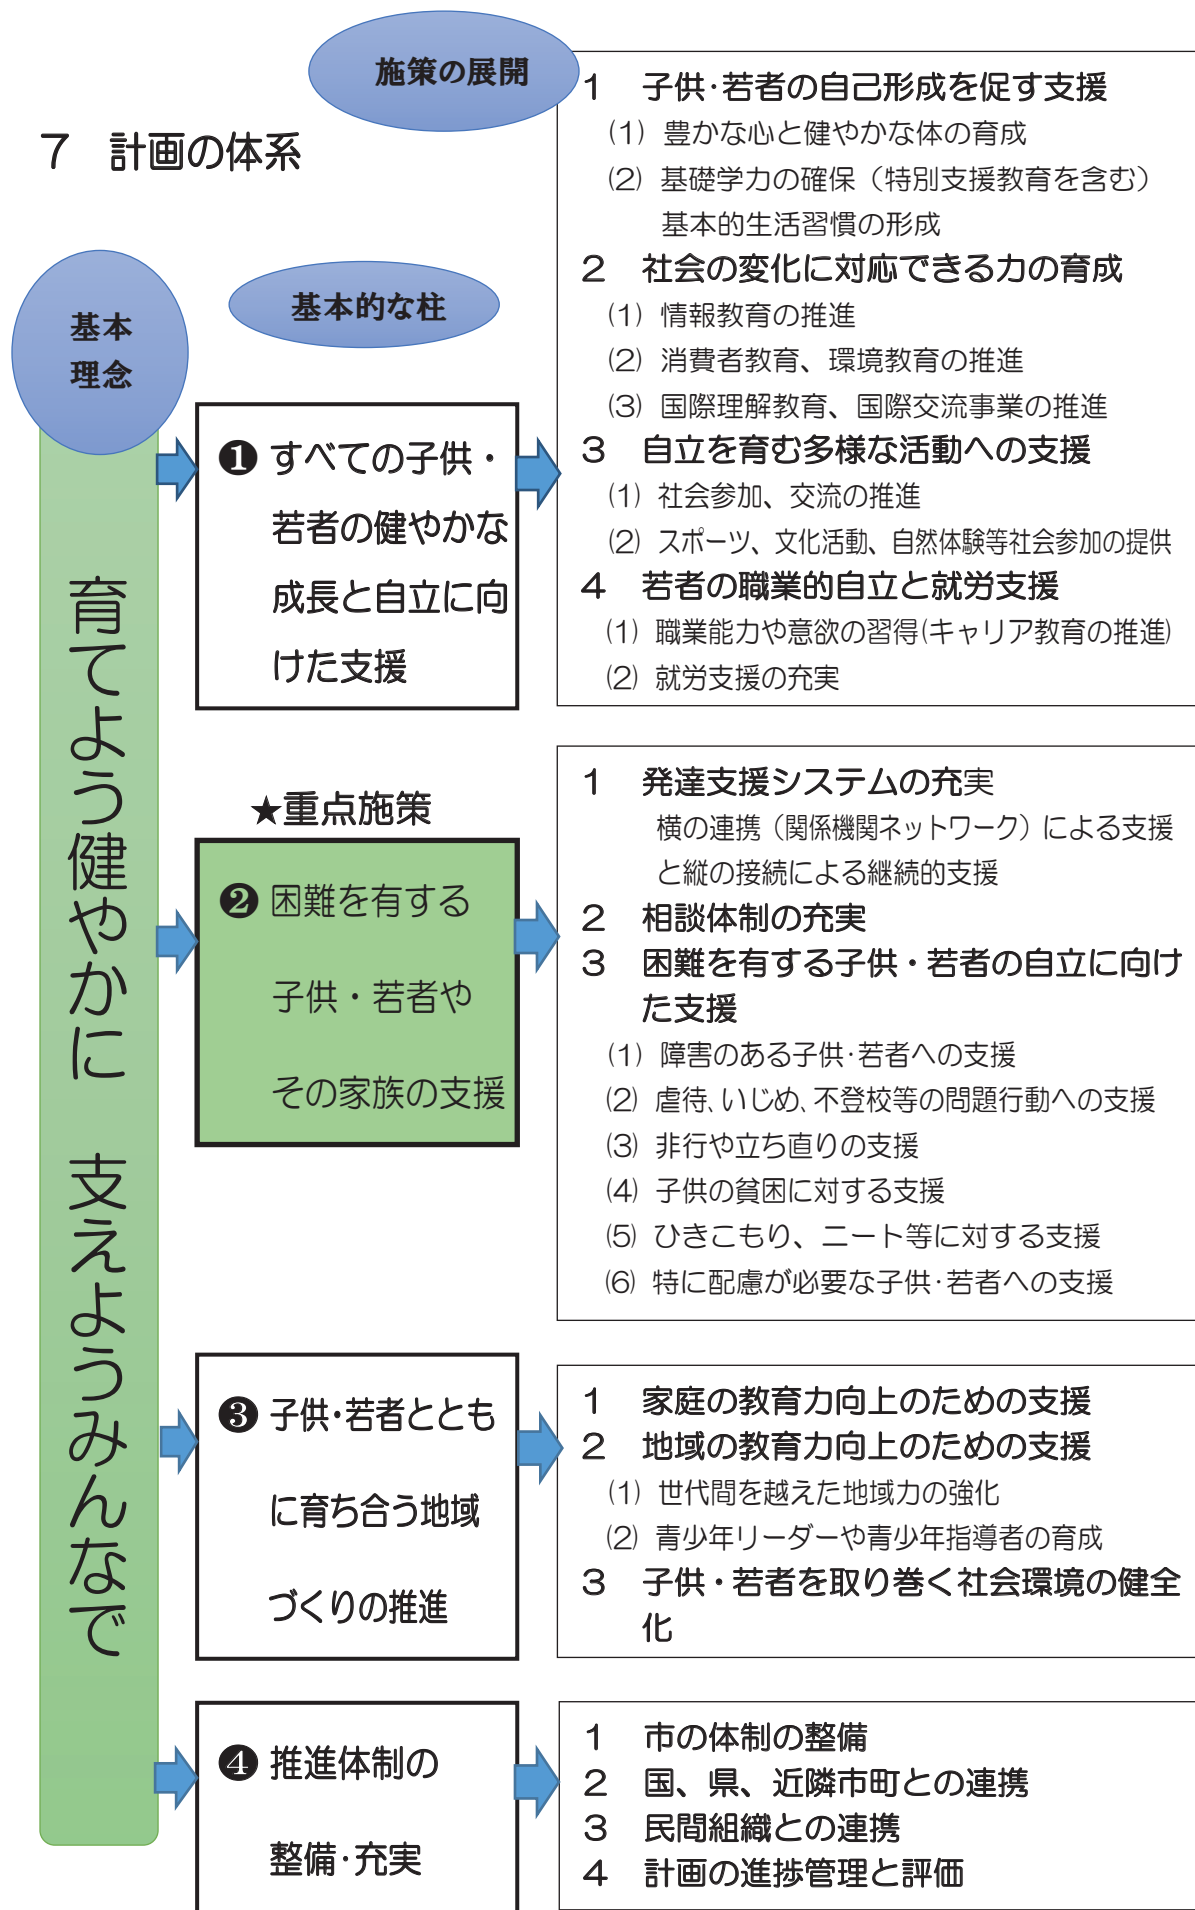 施策の展開
7 計画の体系
基本
理念
基本的な柱
育てよう健やかに 支えようみんなで
❶ すべての子供・
若者の健やかな
成長と自立に向
けた支援
1 子供・若者の自己形成を促す支援
(1) 豊かな心と健やかな体の育成
(2) 基礎学力の確保（特別支援教育を含む）
基本的生活習慣の形成
2 社会の変化に対応できる力の育成
(1) 情報教育の推進
(2) 消費者教育、環境教育の推進
(3) 国際理解教育、国際交流事業の推進
3 自立を育む多様な活動への支援
(1) 社会参加、交流の推進
(2) スポーツ、文化活動、自然体験等社会参加の提供
4 若者の職業的自立と就労支援
(1) 職業能力や意欲の習得(キャリア教育の推進)
(2) 就労支援の充実
★重点施策
❷ 困難を有する
子供・若者や
その家族の支援
1 発達支援システムの充実
横の連携（関係機関ネットワーク）による支援
と縦の接続による継続的支援
2 相談体制の充実
3 困難を有する子供・若者の自立に向け
た支援
(1) 障害のある子供・若者への支援
(2) 虐待、いじめ、不登校等の問題行動への支援
(3) 非行や立ち直りの支援
(4) 子供の貧困に対する支援
(5) ひきこもり、ニート等に対する支援
(6) 特に配慮が必要な子供・若者への支援
❸ 子供・若者ととも
に育ち合う地域
づくりの推進
1 家庭の教育力向上のための支援
2 地域の教育力向上のための支援
(1) 世代間を越えた地域力の強化
(2) 青少年リーダーや青少年指導者の育成
3 子供・若者を取り巻く社会環境の健全
化
❹ 推進体制の
整備・充実
1 市の体制の整備
2 国、県、近隣市町との連携
3 民間組織との連携
4 計画の進捗管理と評価